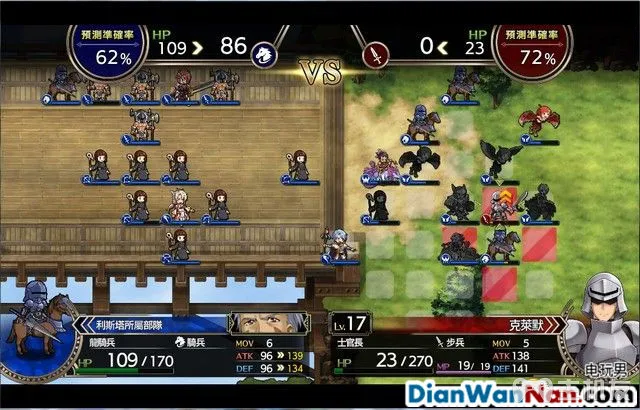 預測準確率
62%
HP
109 > 86
VS
0 < 23
HP
預測準確率
72%
利斯塔所屬部隊
龍騎兵
騎兵
HP
109/170
MOV 6
ATK 96 » 139
DEF 96 » 134
Lv.17
克萊默
士官長
步兵
HP
23/270
MP 19/19
MOV 5
ATK 138
DEF 141
电玩男
DianWanNan.com